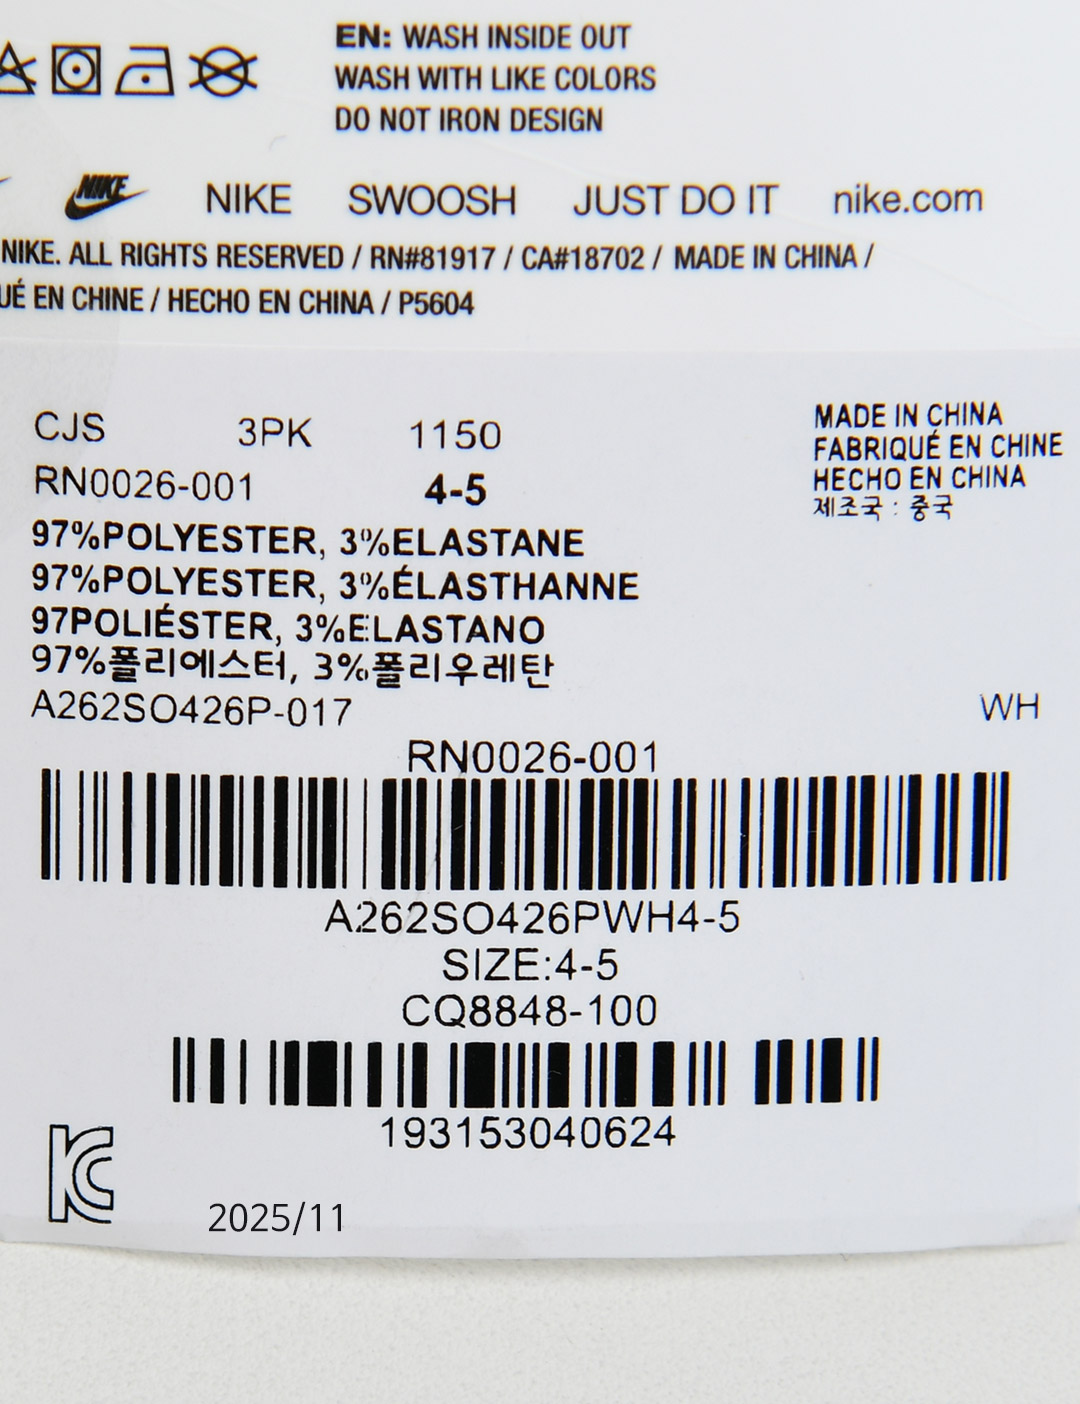 EN: WASH INSIDE OUT
WASH WITH LIKE COLORS
DO NOT IRON DESIGN
NIKE NIKE SWOOSH JUST DO IT nike.com
NIKE. ALL RIGHTS RESERVED / RN#81917 / CA#18702 / MADE IN CHINA /
UÉ EN CHINE / HECHO EN CHINA / P5604
CJS 3PK 1150
RN0026-001 4-5
MADE IN CHINA
FABRIQUÉ EN CHINE
HECHO EN CHINA
제조국 : 중국
97%POLYESTER, 3%ELASTANE
97%POLYESTER, 3%ÉLASTHANNE
97POLIÉSTER, 3%ELASTANO
97%폴리에스터, 3%폴리우레탄
A262SO426P-017 WH
RN0026-001
A262SO426PWH4-5
SIZE:4-5
CQ8848-100
193153040624
2025/11